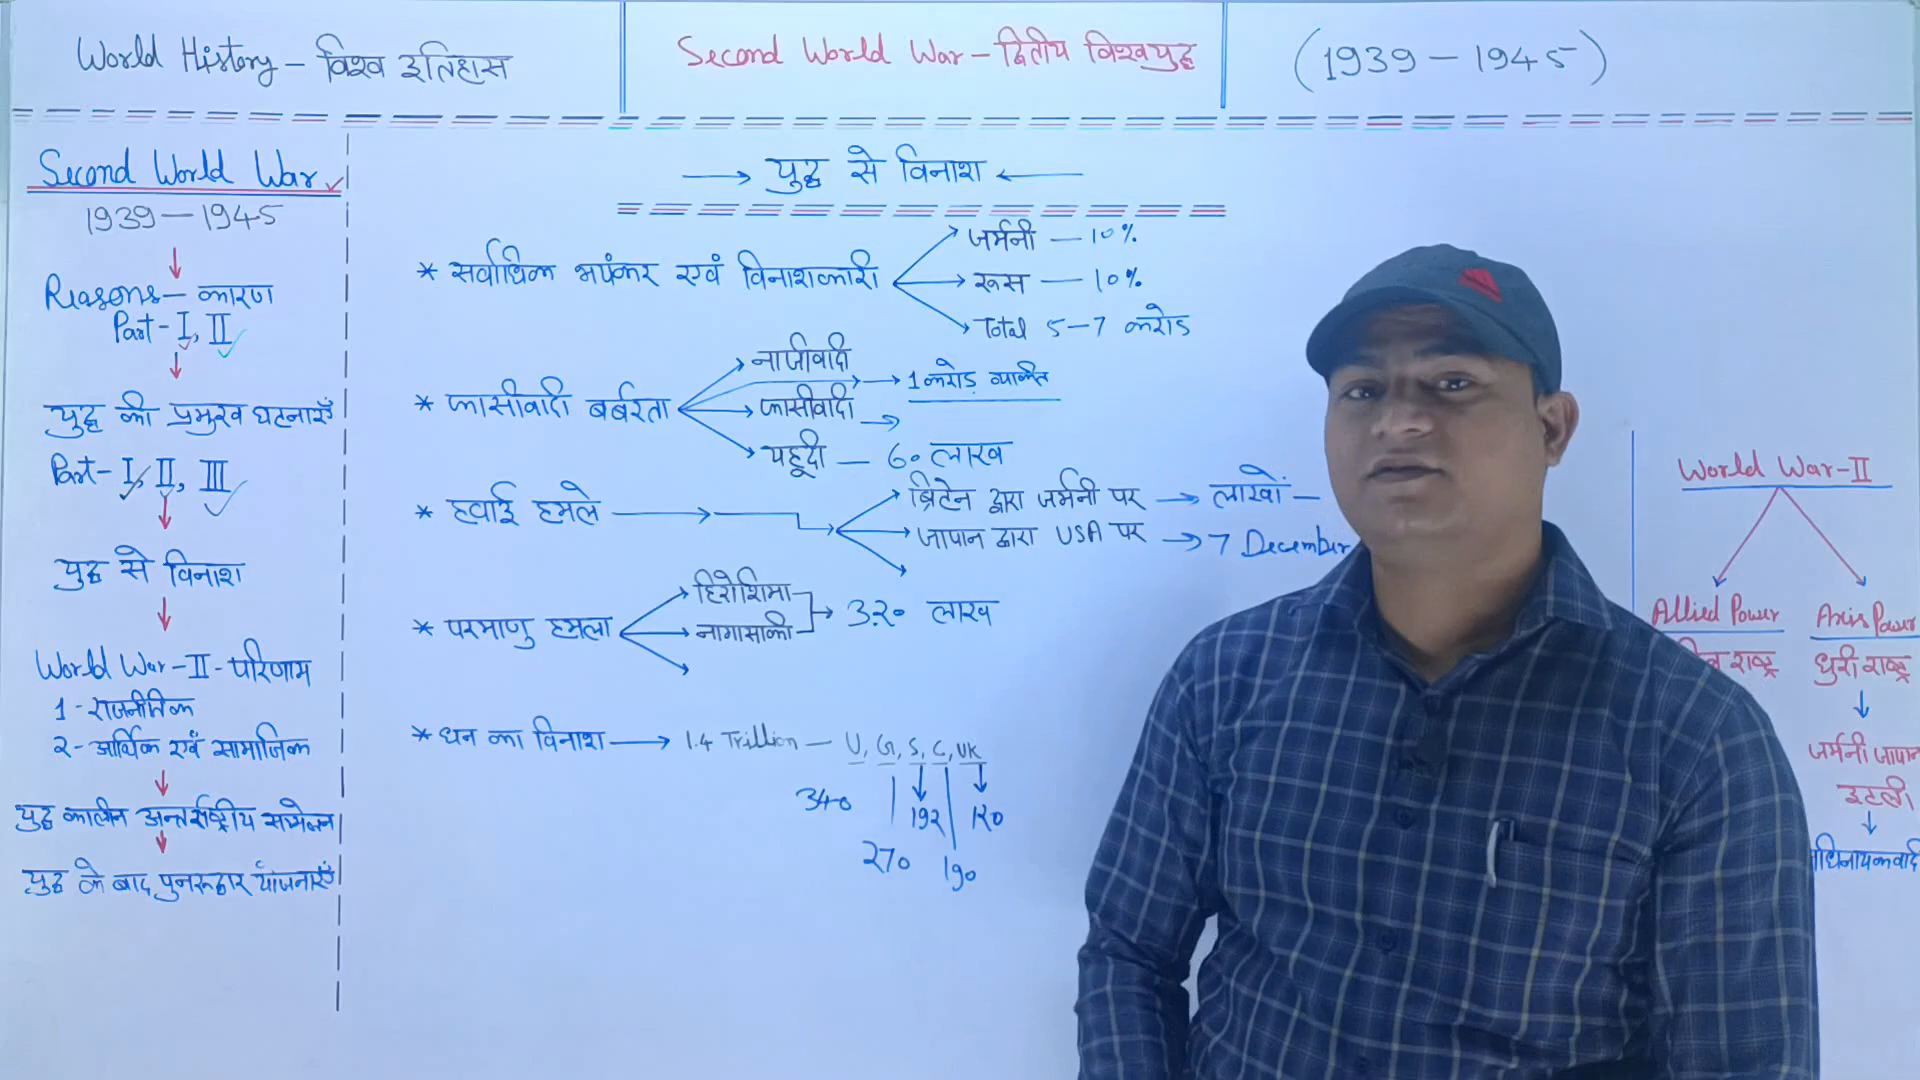 World History – विश्व इतिहास
Second World War – द्वितीय विश्वयुद्ध
(1939 – 1945)
Second World War
1939 – 1945
Reasons – कारण
Part - I, II
युद्ध की प्रमुख घटनाएँ
Part - I, II, III
युद्ध से विनाश
World War - II - परिणाम
1 - राजनीतिक
2 - आर्थिक एवं सामाजिक
युद्ध कालीन अन्तर्राष्ट्रीय सम्मेलन
युद्ध के बाद पुनरुद्धार योजनाएँ
युद्ध से विनाश
* सर्वाधिक भयंकर एवं विनाशकारी
जर्मनी – 10%
रूस – 10%
Total 5 – 7 करोड
* फासीवादी बर्बरता
नाजीवादी
1 करोड़ व्यक्ति
फासीवादी
यहूदी – 60 लाख
* हवाई हमले
ब्रिटेन द्वारा जर्मनी पर → लाखों –
जापान द्वारा USA पर → 7 December
* परमाणु हमला
हिरोशिमा
नागासाकी
3.20 लाख
* धन का विनाश → 1.4 Trillion – U, G, S, C, UK
340
192
120
270
190
World War - II
Allied Power
राष्ट्र
Axis Power
धुरी राष्ट्र
जर्मनी जापान
इटली